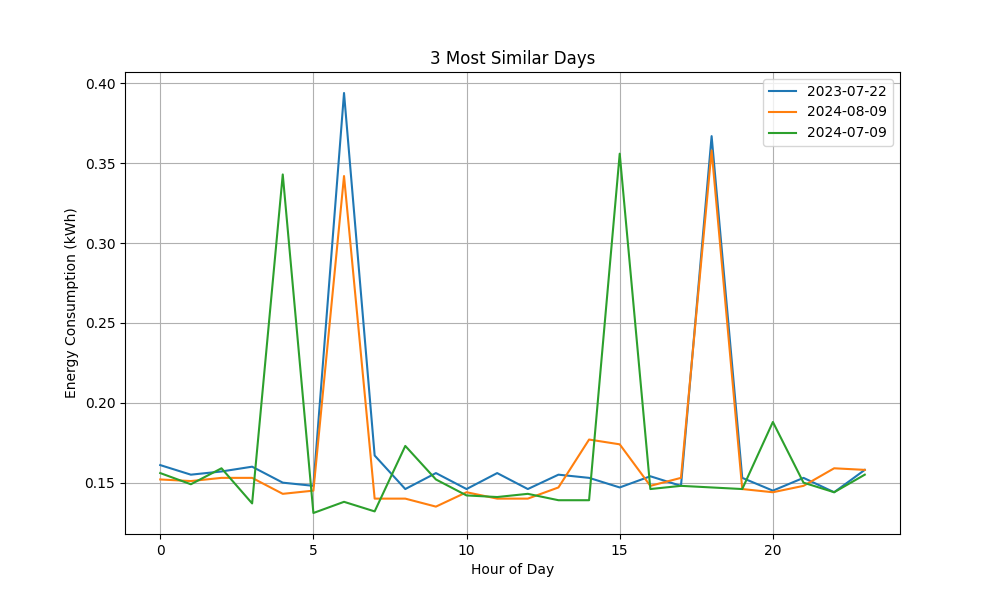 3 Most Similar Days
2023-07-22
2024-08-09
2024-07-09
0.40
0.35
0.30
0.25
0.20
0.15
Energy Consumption (kWh)
0 5 10 15 20
Hour of Day